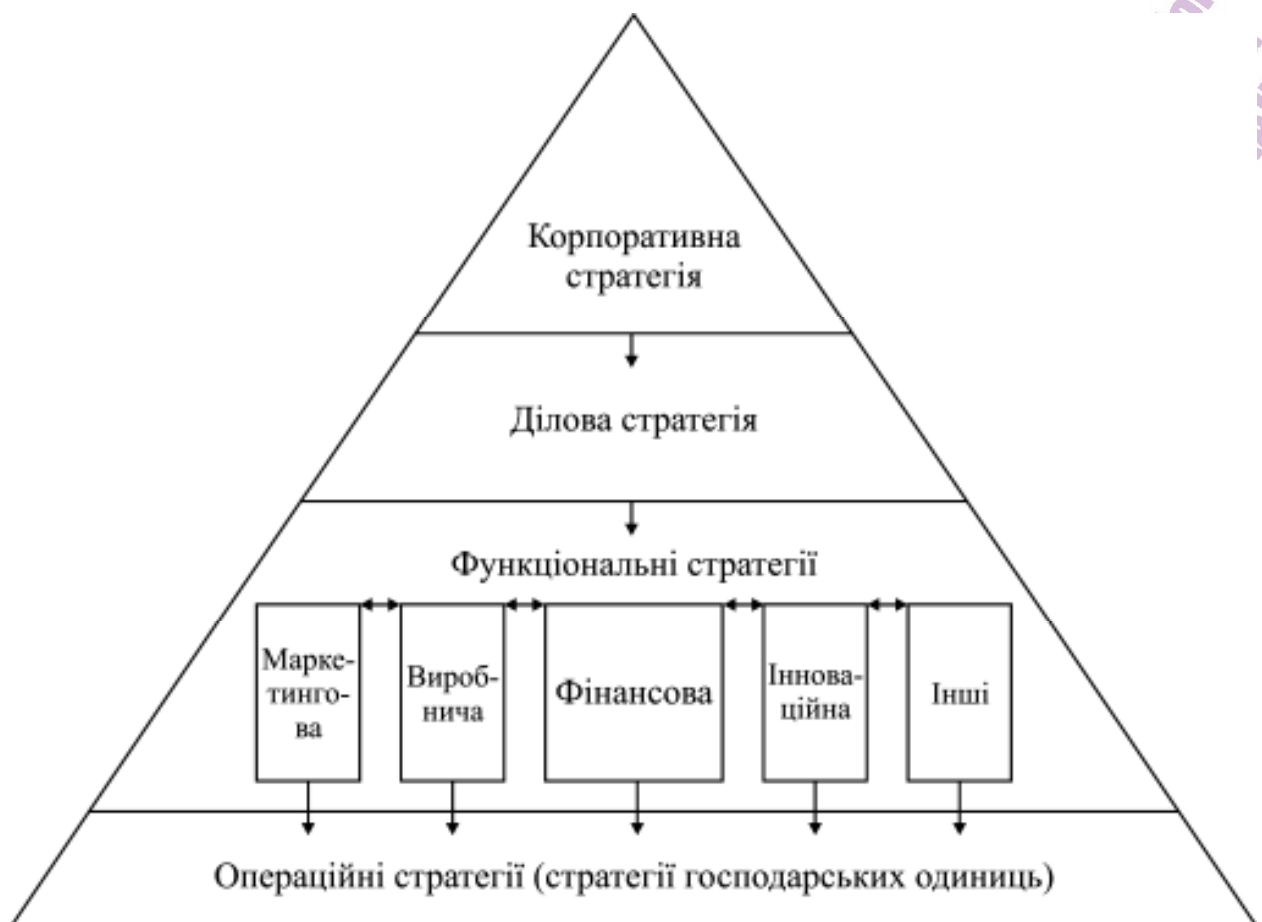 Корпоративна
стратегія
Ділова стратегія
Функціональні стратегії
Марке-
тинго-
ва
Вироб-
нича
Фінансова
Іннова-
ційна
Інші
Операційні стратегії (стратегії господарських одиниць)